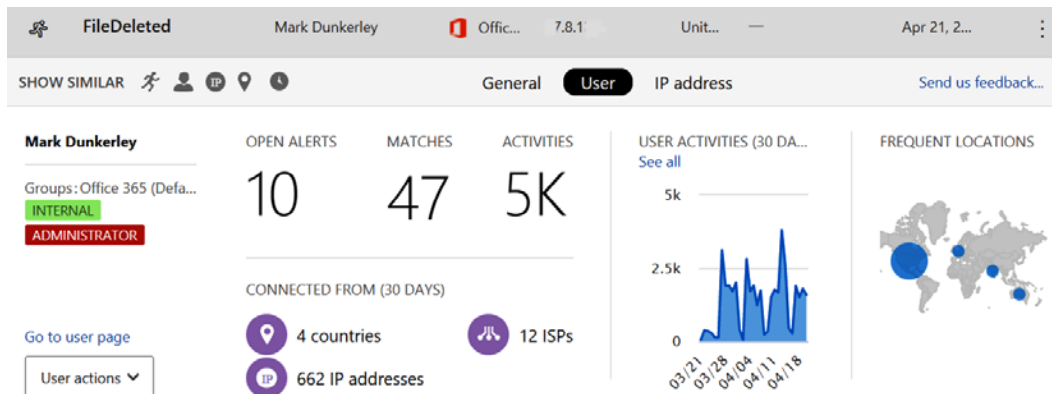 FileDeleted Mark Dunkerley Offic... 7.8.1 Unit... — Apr 21, 2...
SHOW SIMILAR IP General User IP address Send us feedback...
Mark Dunkerley
Groups: Office 365 (Defa...
INTERNAL
ADMINISTRATOR
Go to user page
User actions
OPEN ALERTS MATCHES ACTIVITIES
10 47 5K
CONNECTED FROM (30 DAYS)
4 countries 12 ISPs
IP 662 IP addresses
USER ACTIVITIES (30 DA...
See all
5k
2.5k
0
03/21 03/28 04/04 04/11 04/18
FREQUENT LOCATIONS